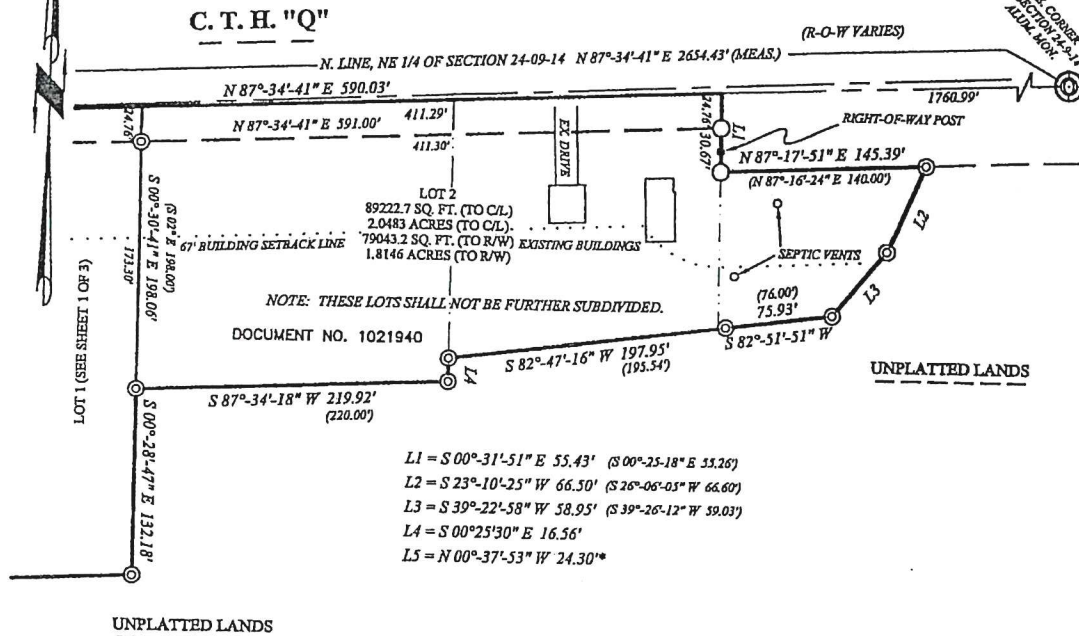 C. T. H. "Q"
(R-O-W VARIES)
CORNER
SECTION 24-9-14
ALUM. MON.
N. LINE, NE 1/4 OF SECTION 24-09-14 N 87°-34'-41" E 2654.43' (MEAS.)
N 87°-34'-41" E 590.03'
1760.99'
24.76'
411.29'
24.76'
N 87°-34'-41" E 591.00'
411.30'
L1
30.67'
RIGHT-OF-WAY POST
EX DRIVE
N 87°-17'-51" E 145.39'
(N 87°-16'-24" E 140.00')
LOT 2
89222.7 SQ. FT. (TO C/L)
2.0483 ACRES (TO C/L).
79043.2 SQ. FT. (TO R/W)
1.8146 ACRES (TO R/W)
S 00°-30'-41" E 198.06'
(S 02° E 198.00')
173.30'
67' BUILDING SETBACK LINE
EXISTING BUILDINGS
L2
SEPTIC VENTS
LOT 1 (SEE SHEET 1 OF 3)
NOTE: THESE LOTS SHALL NOT BE FURTHER SUBDIVIDED.
L3
(76.00')
75.93'
DOCUMENT NO. 1021940
S 82°-51'-51" W
S 82°-47'-16" W 197.95'
(195.54')
L4
UNPLATTED LANDS
S 87°-34'-18" W 219.92'
(220.00')
S 00°-28'-47" E 132.18'
L1 = S 00°-31'-51" E 55.43' (S 00°-25-18" E 55.26')
L2 = S 23°-10'-25" W 66.50' (S 26°-06'-05" W 66.60')
L3 = S 39°-22'-58" W 58.95' (S 39°-26'-12" W 59.03')
L4 = S 00°25'30" E 16.56'
L5 = N 00°-37'-53" W 24.30'*
UNPLATTED LANDS